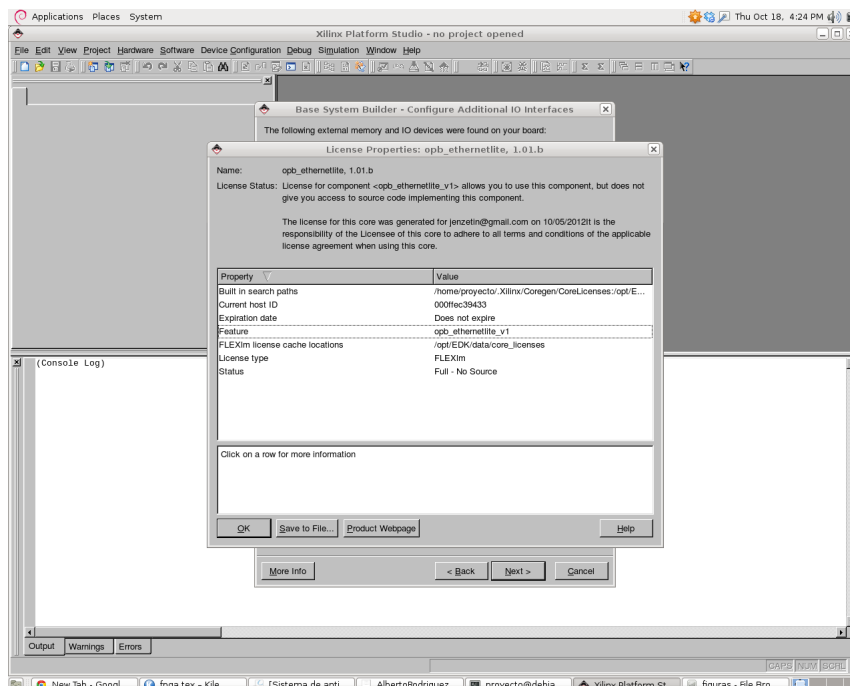 Applications Places System
Thu Oct 18, 4:24 PM
Xilinx Platform Studio - no project opened
File Edit View Project Hardware Software Device Configuration Debug Simulation Window Help
Base System Builder - Configure Additional IO Interfaces
The following external memory and IO devices were found on your board:
License Properties: opb_ethernetlite, 1.01.b
Name: opb_ethernetlite, 1.01.b
License Status: License for component <opb_ethernetlite_v1> allows you to use this component, but does not
give you access to source code implementing this component.
The license for this core was generated for jenzetin@gmail.com on 10/05/2012It is the
responsibility of the Licensee of this core to adhere to all terms and conditions of the applicable
license agreement when using this core.
Property Value
Built in search paths /home/proyecto/.Xilinx/Coregen/CoreLicenses:/opt/E...
Current host ID 000ffec39433
Expiration date Does not expire
Feature opb_ethernetlite_v1
FLEXlm license cache locations /opt/EDK/data/core_licenses
License type FLEXlm
Status Full - No Source
(Console Log)
Click on a row for more information
OK Save to File... Product Webpage Help
More Info < Back Next > Cancel
Output Warnings Errors
CAPS NUM SCRL
New Tab - Googl... fpga.tex - Kile [Sistema de anti... AlbertoRodriguez... proyecto@debia... Xilinx Platform St... figuras - File Bro...